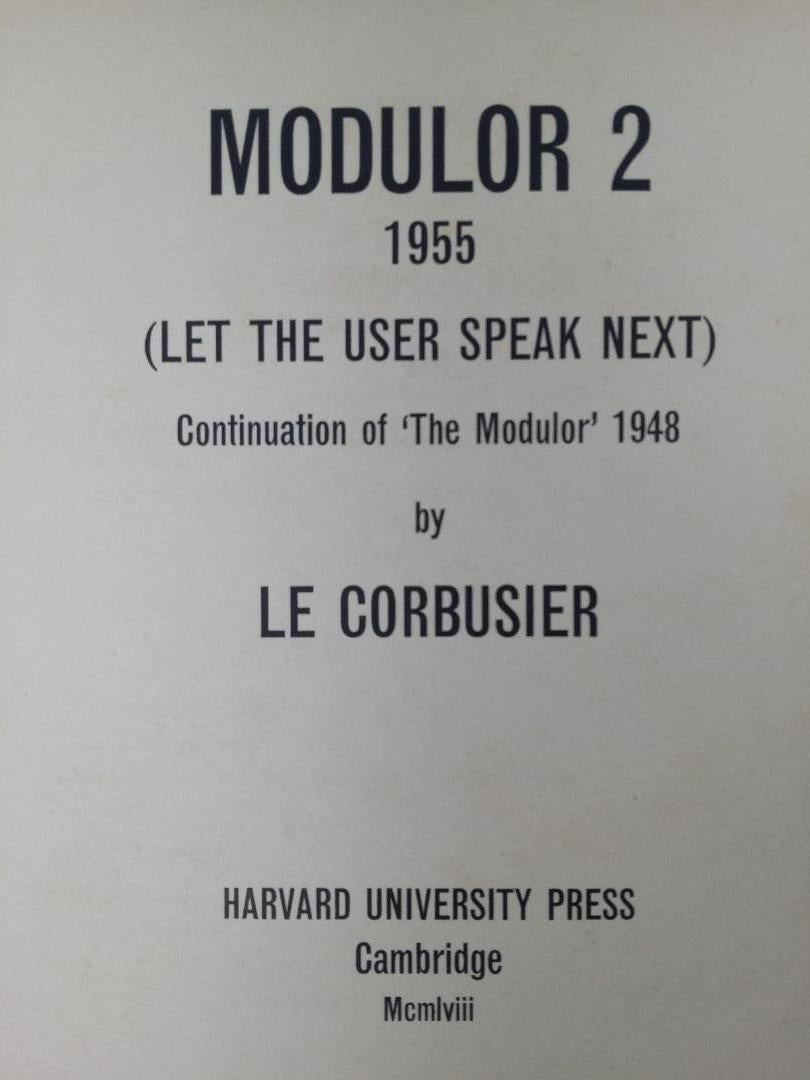 MODULOR 2
1955
(LET THE USER SPEAK NEXT)
Continuation of ‘The Modulor’ 1948
by
LE CORBUSIER
HARVARD UNIVERSITY PRESS
Cambridge
Mcmlviii